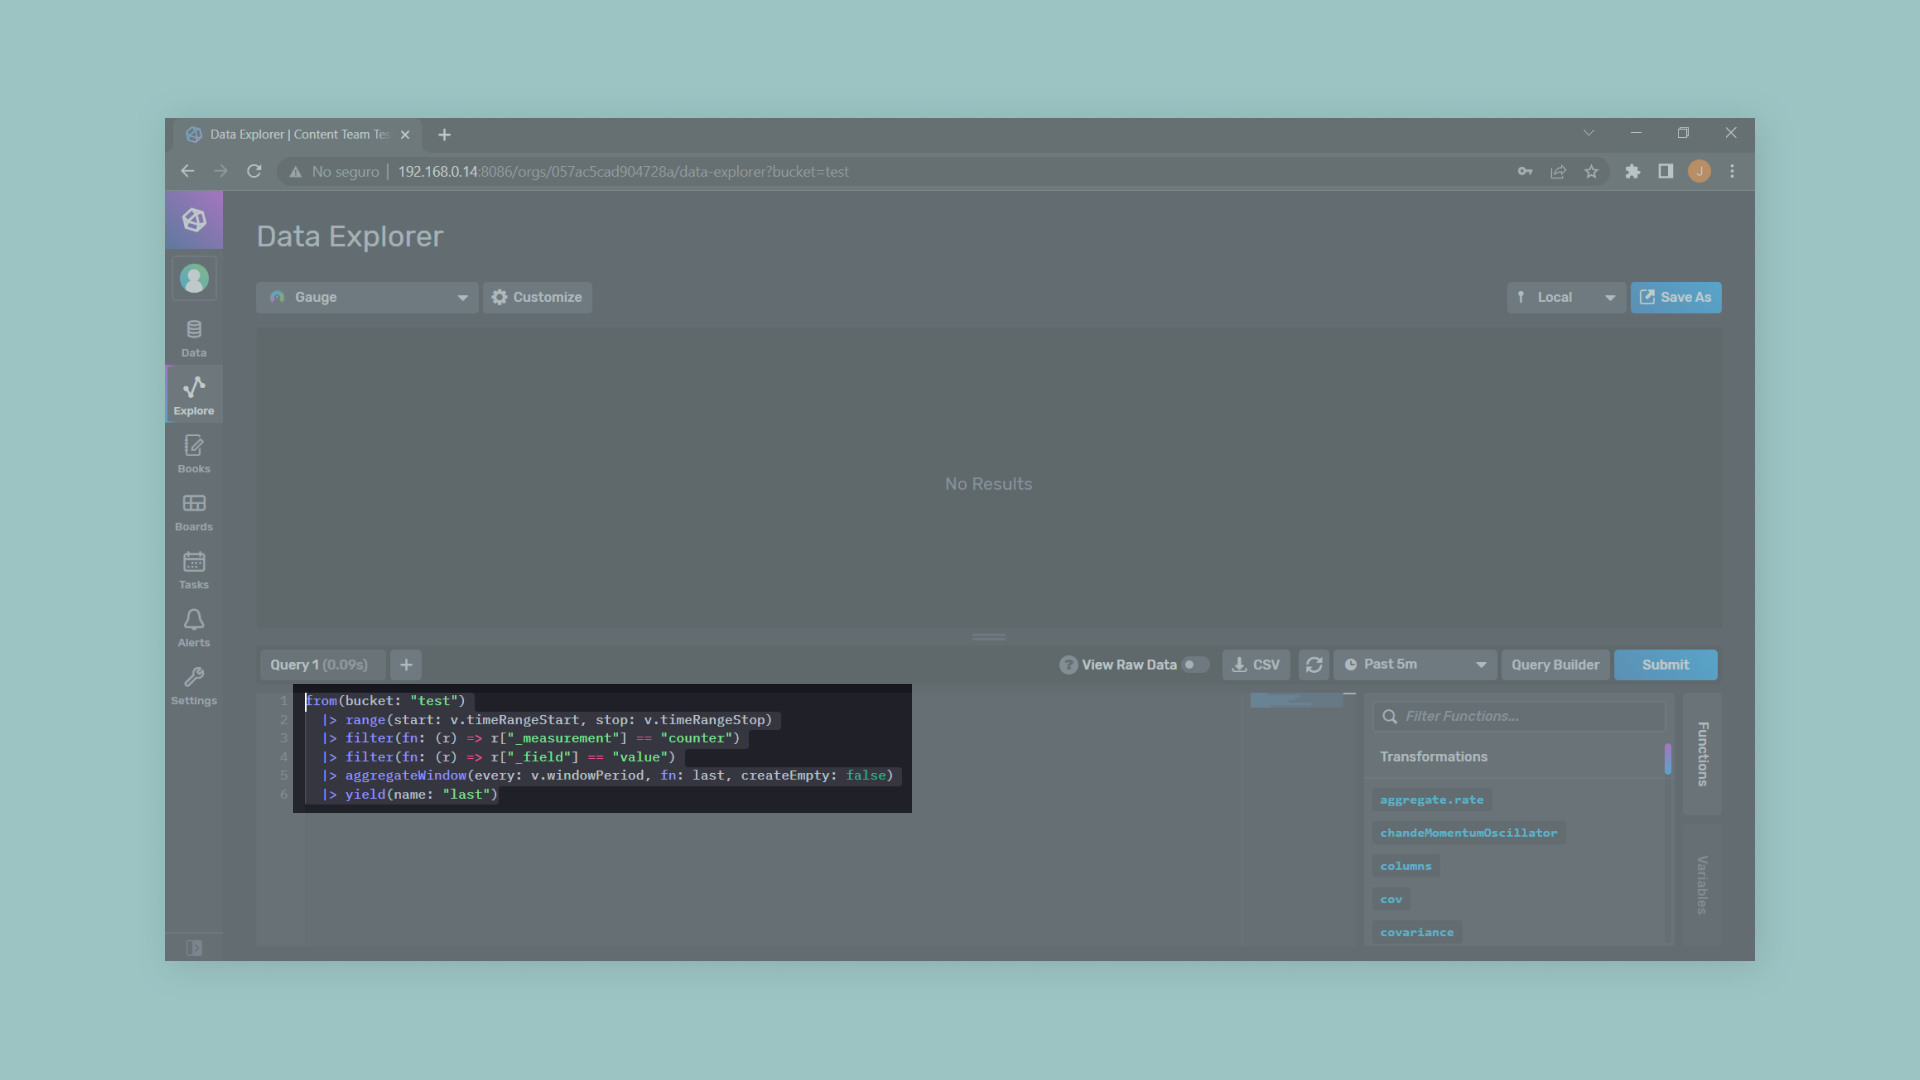 Data Explorer | Content Team Tes
No seguro | 192.168.0.14:8086/orgs/057ac5cad904728a/data-explorer?bucket=test
J
Data Explorer
Gauge
Customize
Local
Save As
Data
Explore
Books
Boards
Tasks
Alerts
Settings
No Results
Query 1 (0.09s)
+
? View Raw Data
CSV
Past 5m
Query Builder
Submit
1 from(bucket: "test")
2 |> range(start: v.timeRangeStart, stop: v.timeRangeStop)
3 |> filter(fn: (r) => r["_measurement"] == "counter")
4 |> filter(fn: (r) => r["_field"] == "value")
5 |> aggregateWindow(every: v.windowPeriod, fn: last, createEmpty: false)
6 |> yield(name: "last")
Filter Functions...
Transformations
aggregate.rate
chandeMomentumOscillator
columns
cov
covariance
Functions
Variables